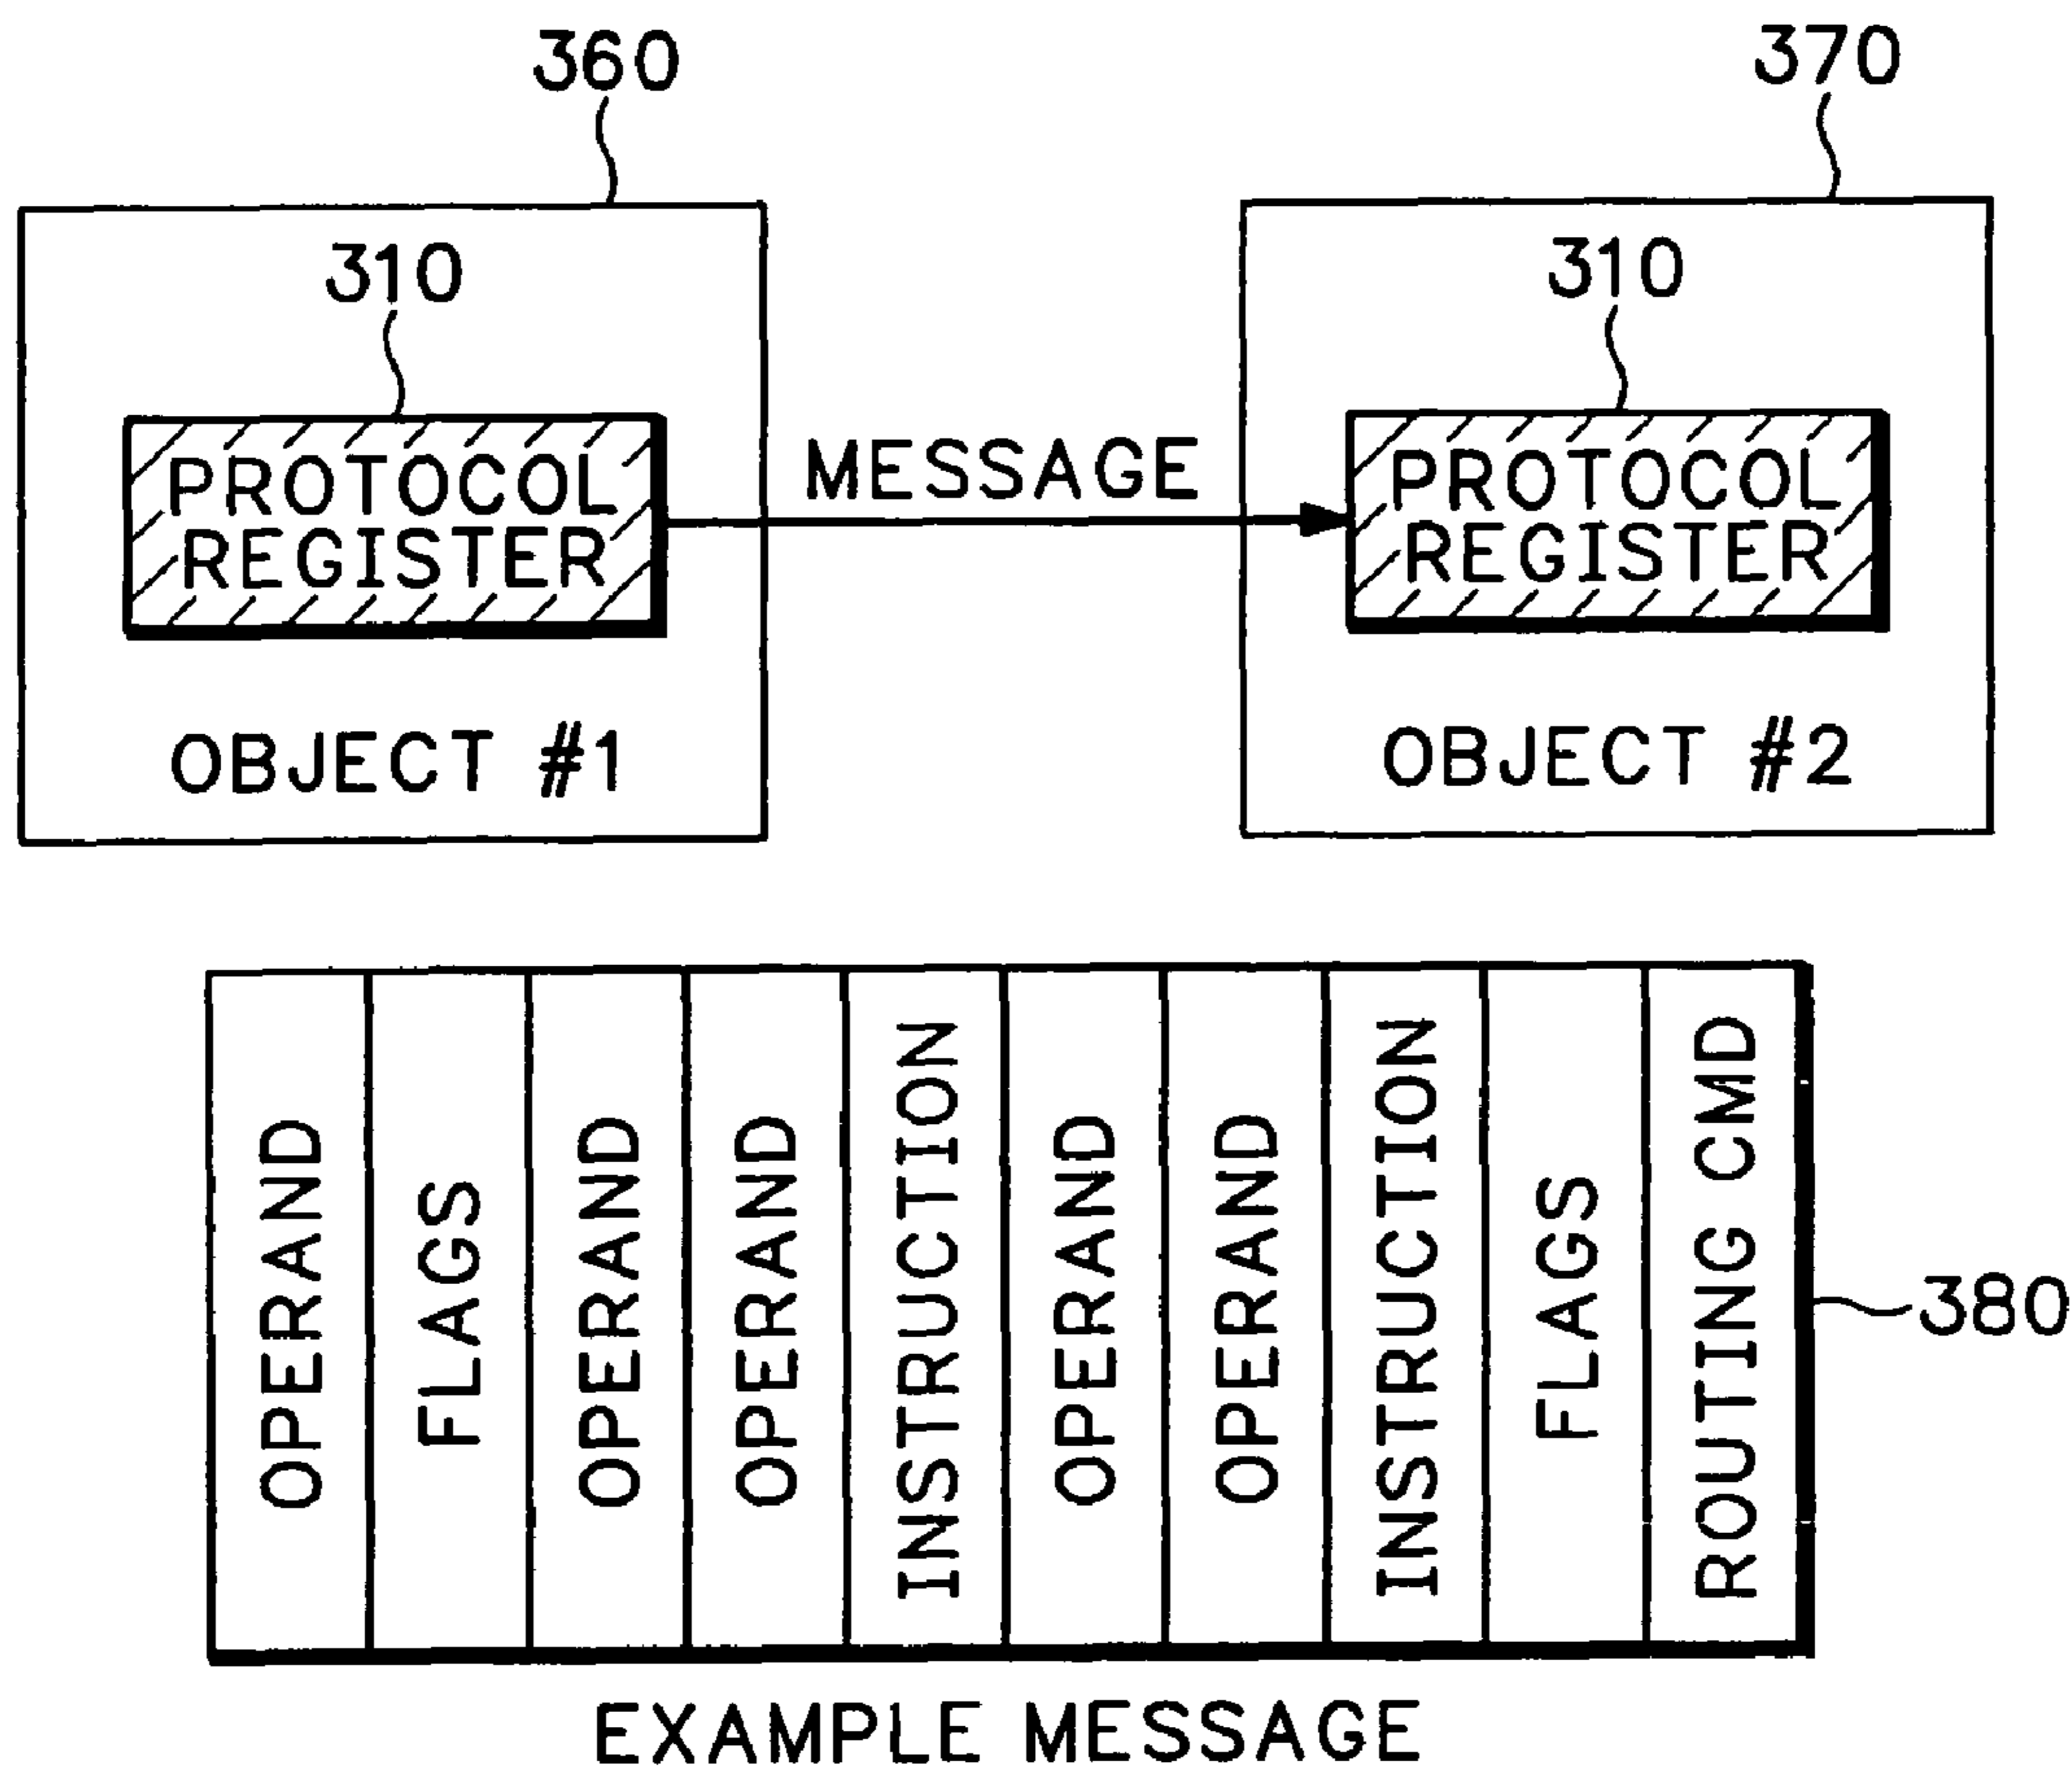 360
370
310
310
PROTOCOL
REGISTER
MESSAGE
PROTOCOL
REGISTER
OBJECT #1
OBJECT #2
OPERAND
FLAGS
OPERAND
OPERAND
INSTRUCTION
OPERAND
OPERAND
INSTRUCTION
FLAGS
ROUTING CMD
380
EXAMPLE MESSAGE